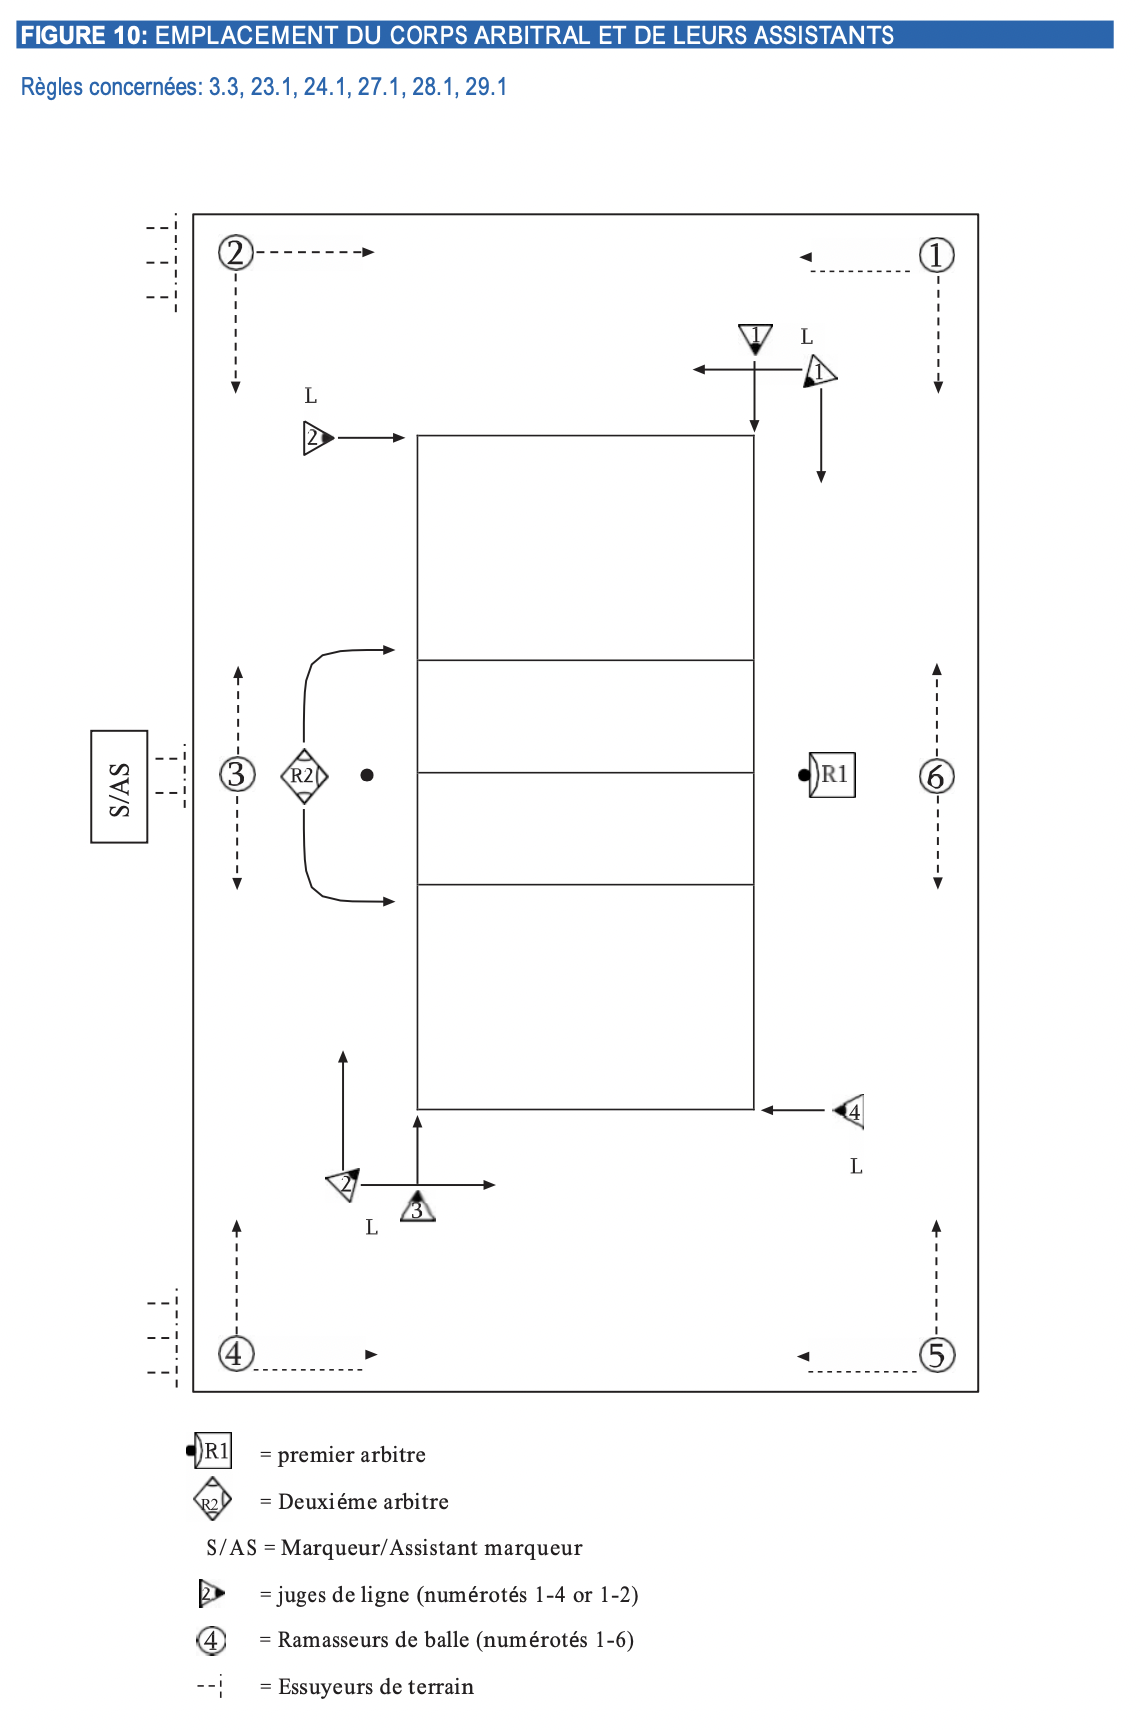 FIGURE 10: EMPLACEMENT DU CORPS ARBITRAL ET DE LEURS ASSISTANTS
Règles concernées: 3.3, 23.1, 24.1, 27.1, 28.1, 29.1
2
1
1
L
1
L
2
S/AS
3
R2
R1
6
4
L
2
3
L
4
5
R1 = premier arbitre
R2 = Deuxiéme arbitre
S/AS = Marqueur/Assistant marqueur
2 = juges de ligne (numérotés 1-4 or 1-2)
4 = Ramasseurs de balle (numérotés 1-6)
= Essuyeurs de terrain